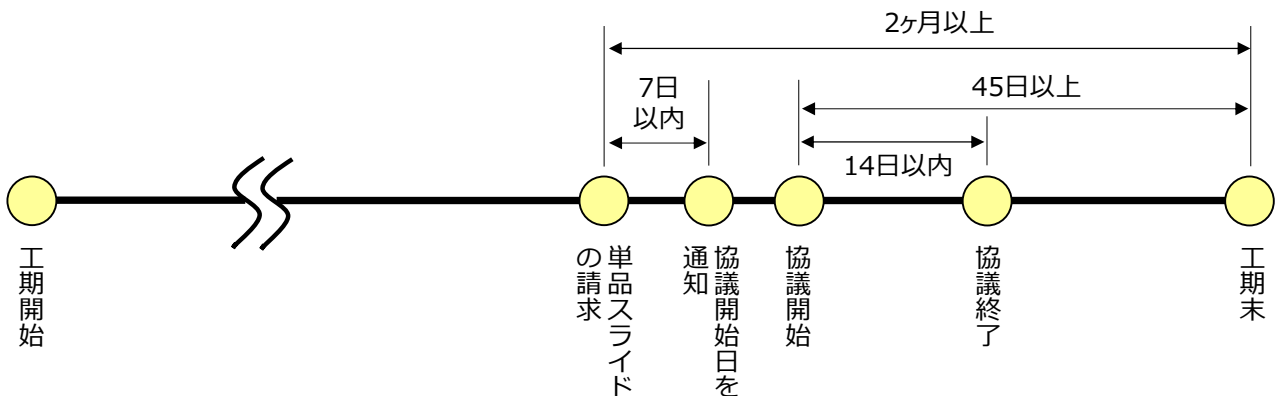 2ヶ月以上
7日
以内
45日以上
14日以内
工期開始
単品スライド
の請求
協議開始日を
通知
協議開始
協議終了
工期末